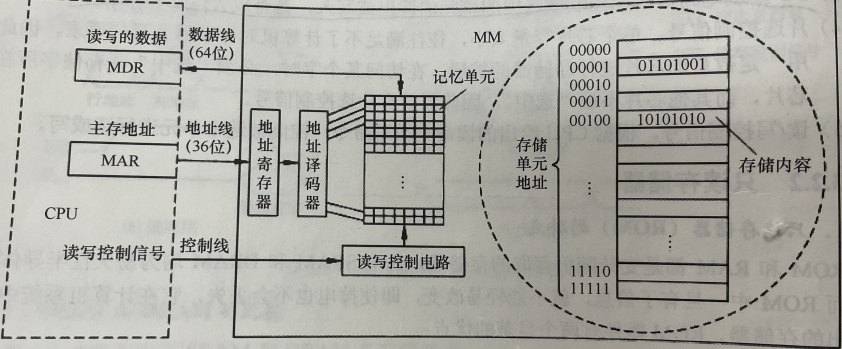 读写的数据
MDR
数据线
(64位)
MM
记忆单元
主存地址
MAR
地址线
(36位)
地址寄存器
地址译码器
⋮
CPU
读写控制信号
控制线
读写控制电路
00000
00001 01101001
00010
00011
00100 10101010
存储
单元
地址
存储内容
⋮
⋮
11110
11111